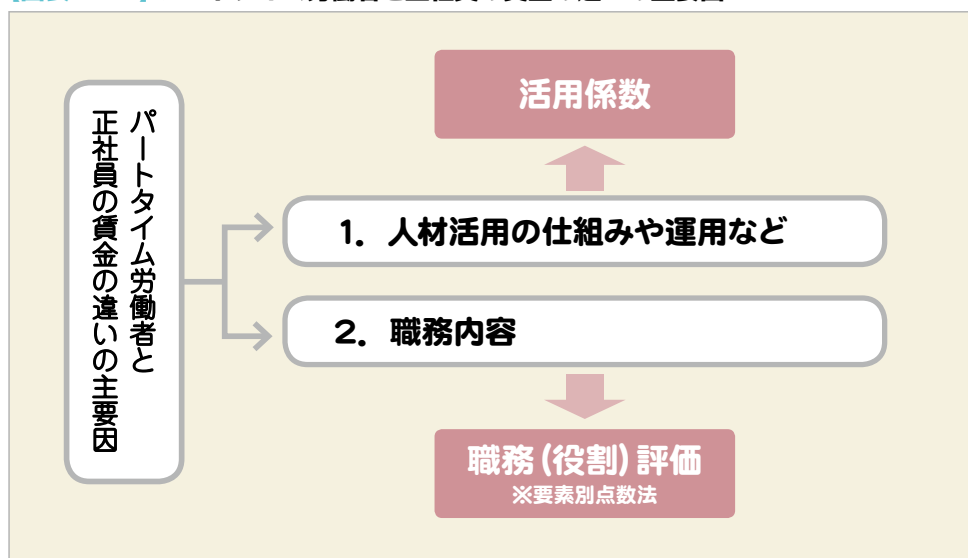 活用係数
パートタイム労働者と
正社員の賃金の違いの主要因
1. 人材活用の仕組みや運用など
2. 職務内容
職務(役割)評価
※要素別点数法